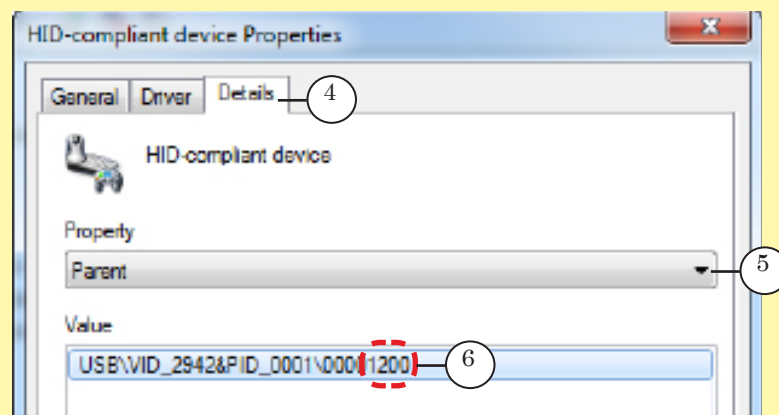 HID-compliant device Properties
General Driver Details 4
HID-compliant device
Property
Parent 5
Value
USB\VID_2942&PID_0001\00001200 6